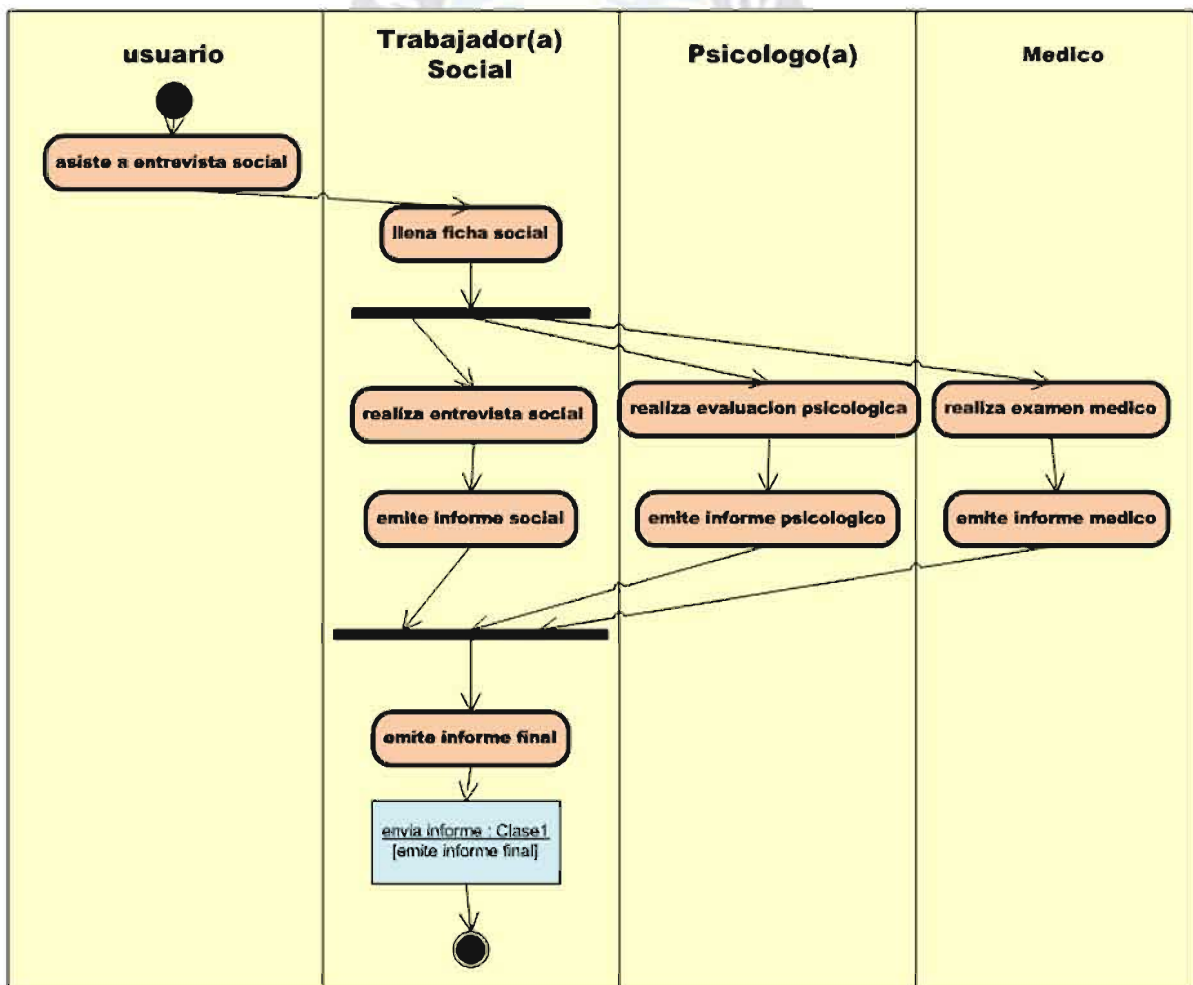 usuario
Trabajador(a)
Social
Psicologo(a)
Medico
asiste a entrevista social
llena ficha social
realiza entrevista social
realiza evaluacion psicologica
realiza examen medico
emite informe social
emite informe psicologico
emite informe medico
emite informe final
envia informe : Clase1
[emite informe final]